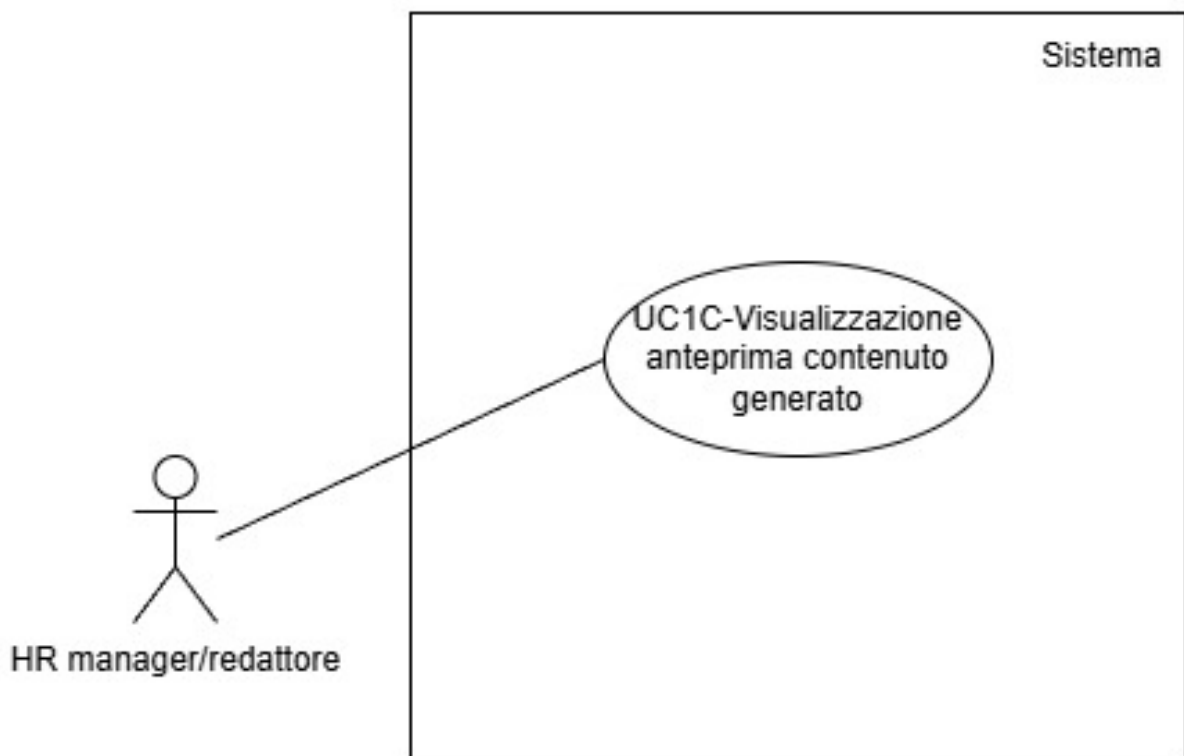 Sistema
UC1C-Visualizzazione
anteprima contenuto
generato
HR manager/redattore